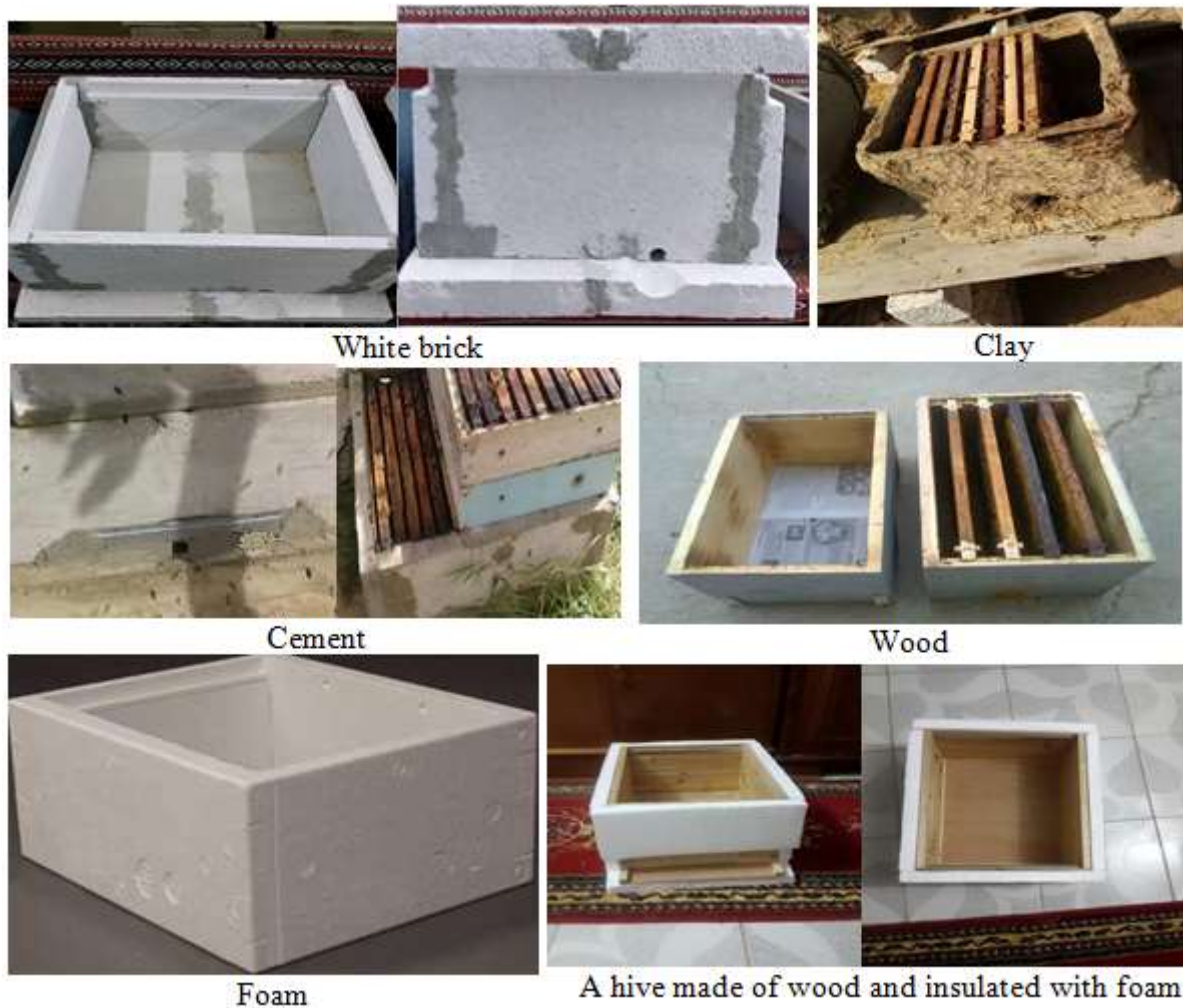 White brick
Clay
Cement
Wood
Foam
A hive made of wood and insulated with foam